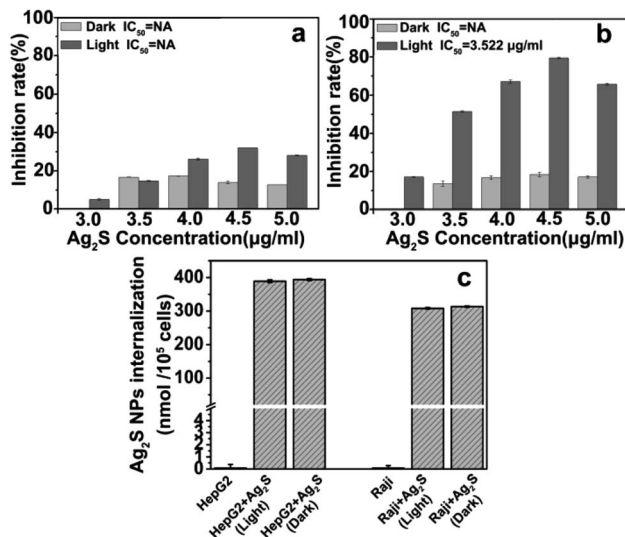 a
Dark IC50=NA
Light IC50=NA
Inhibition rate(%)
100
80
60
40
20
0
3.0 3.5 4.0 4.5 5.0
Ag2S Concentration(μg/ml)
b
Dark IC50=NA
Light IC50=3.522 μg/ml
Inhibition rate(%)
100
80
60
40
20
0
3.0 3.5 4.0 4.5 5.0
Ag2S Concentration(μg/ml)
c
Ag2S NPs internalization
(nmol /10^5 cells)
400
300
200
100
4
3
2
1
0
HepG2
HepG2+Ag2S
(Light)
HepG2+Ag2S
(Dark)
Raji
Raji+Ag2S
(Light)
Raji+Ag2S
(Dark)